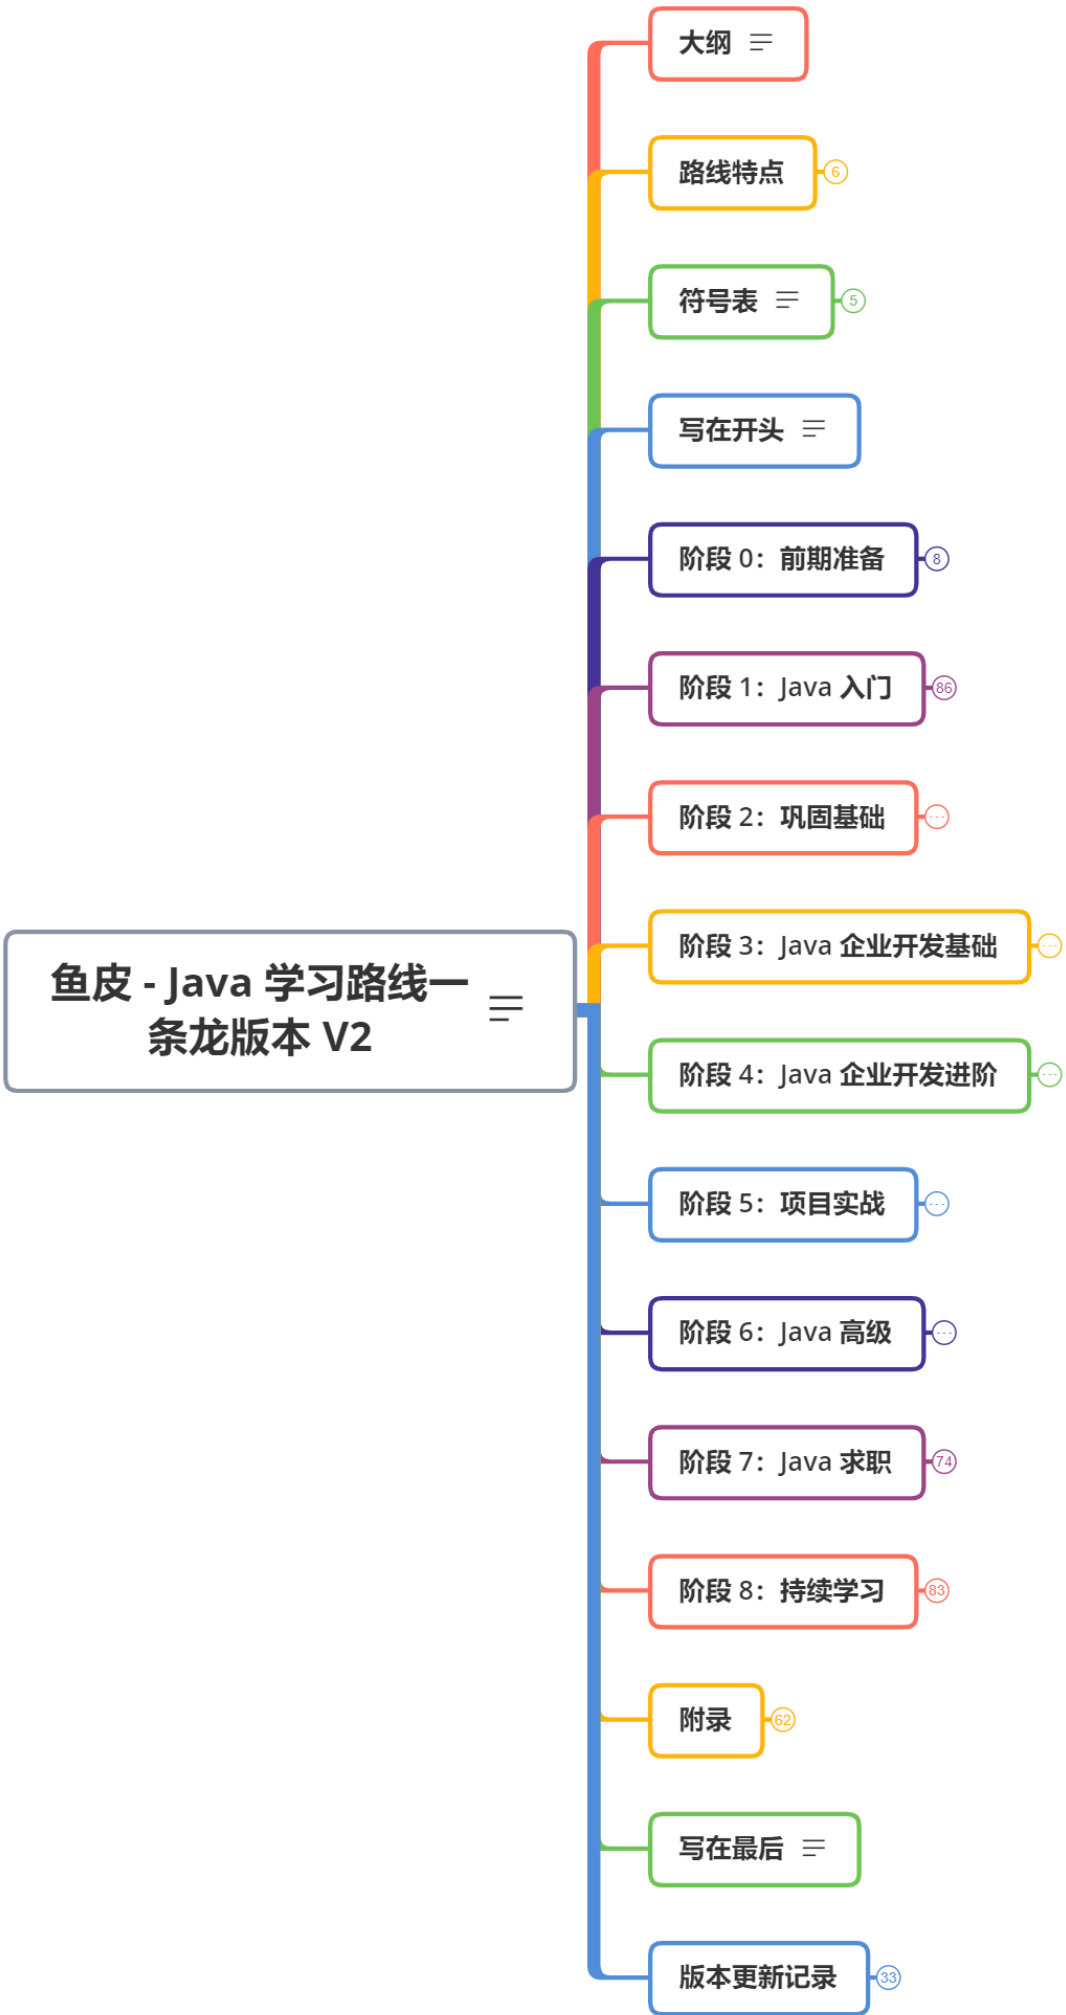 大纲
路线特点
6
符号表
5
写在开头
阶段 0：前期准备
8
阶段 1：Java 入门
86
阶段 2：巩固基础
...
阶段 3：Java 企业开发基础
...
鱼皮 - Java 学习路线一
条龙版本 V2
阶段 4：Java 企业开发进阶
...
阶段 5：项目实战
...
阶段 6：Java 高级
...
阶段 7：Java 求职
74
阶段 8：持续学习
83
附录
62
写在最后
版本更新记录
33